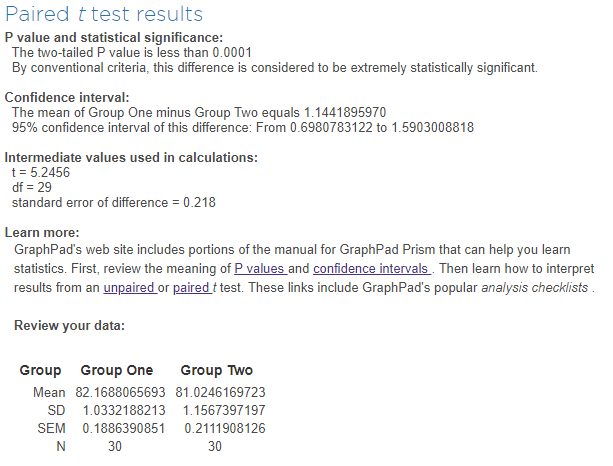 Paired t test results
P value and statistical significance:
The two-tailed P value is less than 0.0001
By conventional criteria, this difference is considered to be extremely statistically significant.
Confidence interval:
The mean of Group One minus Group Two equals 1.1441895970
95% confidence interval of this difference: From 0.6980783122 to 1.5903008818
Intermediate values used in calculations:
t = 5.2456
df = 29
standard error of difference = 0.218
Learn more:
GraphPad's web site includes portions of the manual for GraphPad Prism that can help you learn
statistics. First, review the meaning of P values and confidence intervals . Then learn how to interpret
results from an unpaired or paired t test. These links include GraphPad's popular analysis checklists .
Review your data:
Group Group One Group Two
Mean 82.1688065693 81.0246169723
SD 1.0332188213 1.1567397197
SEM 0.1886390851 0.2111908126
N 30 30